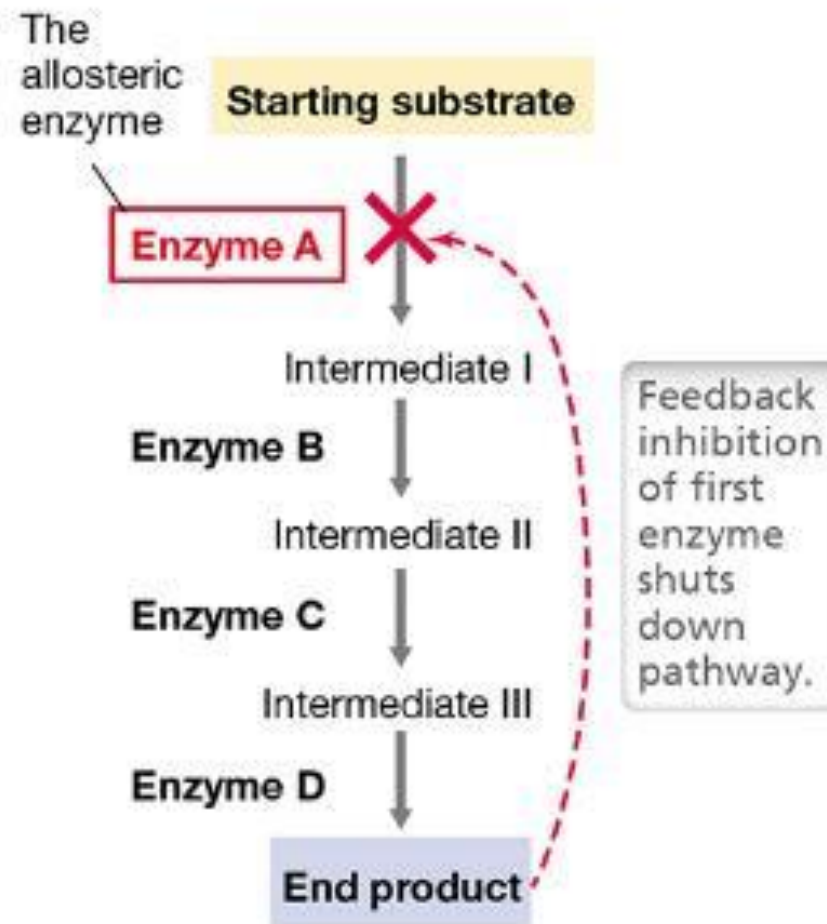 The
allosteric
enzyme
Starting substrate
Enzyme A
Intermediate I
Enzyme B
Intermediate II
Enzyme C
Intermediate III
Enzyme D
End product
Feedback
inhibition
of first
enzyme
shuts
down
pathway.